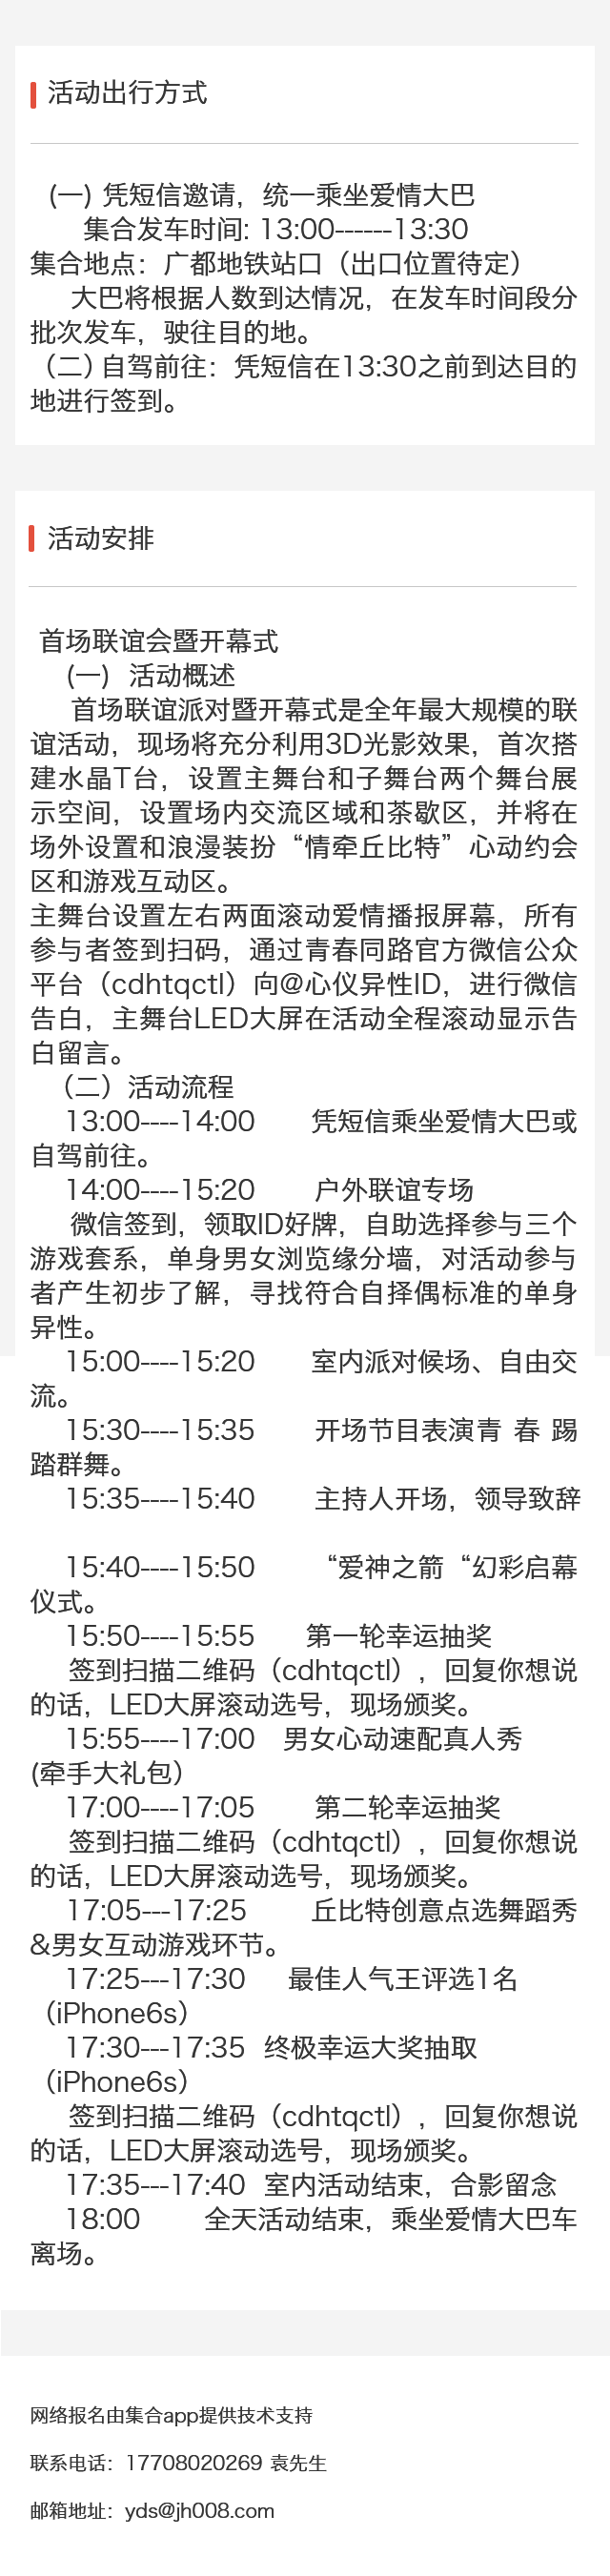 活动出行方式
(一) 凭短信邀请，统一乘坐爱情大巴
集合发车时间: 13:00------13:30
集合地点：广都地铁站口（出口位置待定）
大巴将根据人数到达情况，在发车时间段分
批次发车，驶往目的地。
（二）自驾前往：凭短信在13:30之前到达目的
地进行签到。
活动安排
首场联谊会暨开幕式
(一) 活动概述
首场联谊派对暨开幕式是全年最大规模的联
谊活动，现场将充分利用3D光影效果，首次搭
建水晶T台，设置主舞台和子舞台两个舞台展
示空间，设置场内交流区域和茶歇区，并将在
场外设置和浪漫装扮“情牵丘比特”心动约会
区和游戏互动区。
主舞台设置左右两面滚动爱情播报屏幕，所有
参与者签到扫码，通过青春同路官方微信公众
平台（cdhtqctl）向@心仪异性ID，进行微信
告白，主舞台LED大屏在活动全程滚动显示告
白留言。
（二）活动流程
13:00----14:00 凭短信乘坐爱情大巴或
自驾前往。
14:00----15:20 户外联谊专场
微信签到，领取ID好牌，自助选择参与三个
游戏套系，单身男女浏览缘分墙，对活动参与
者产生初步了解，寻找符合自择偶标准的单身
异性。
15:00----15:20 室内派对候场、自由交
流。
15:30----15:35 开场节目表演青 春 踢
踏群舞。
15:35----15:40 主持人开场，领导致辞
15:40----15:50 “爱神之箭“幻彩启幕
仪式。
15:50----15:55 第一轮幸运抽奖
签到扫描二维码（cdhtqctl），回复你想说
的话，LED大屏滚动选号，现场颁奖。
15:55----17:00 男女心动速配真人秀
(牵手大礼包）
17:00----17:05 第二轮幸运抽奖
签到扫描二维码（cdhtqctl），回复你想说
的话，LED大屏滚动选号，现场颁奖。
17:05---17:25 丘比特创意点选舞蹈秀
&男女互动游戏环节。
17:25---17:30 最佳人气王评选1名
（iPhone6s）
17:30---17:35 终极幸运大奖抽取
（iPhone6s）
签到扫描二维码（cdhtqctl），回复你想说
的话，LED大屏滚动选号，现场颁奖。
17:35---17:40 室内活动结束，合影留念
18:00 全天活动结束，乘坐爱情大巴车
离场。
网络报名由集合app提供技术支持
联系电话：17708020269 袁先生
邮箱地址：yds@jh008.com